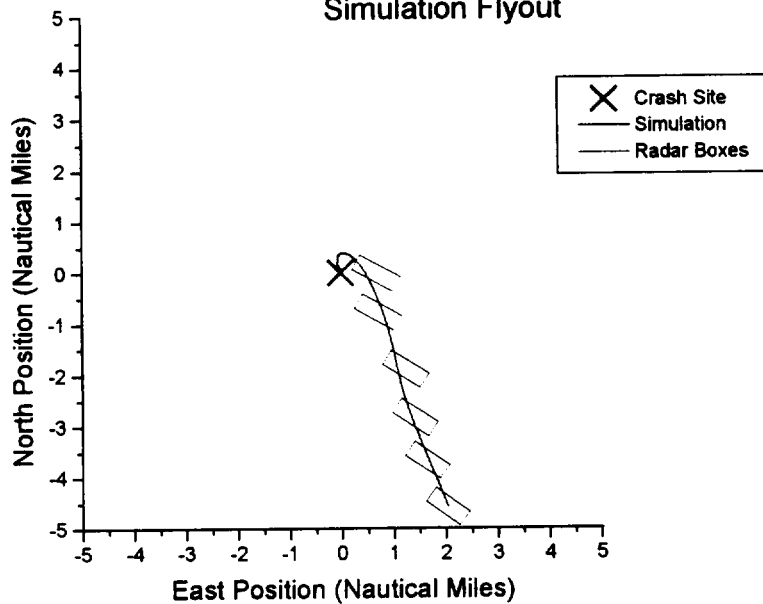 Simulation Flyout
Crash Site
Simulation
Radar Boxes
North Position (Nautical Miles)
5
4
3
2
1
0
-1
-2
-3
-4
-5
-5 -4 -3 -2 -1 0 1 2 3 4 5
East Position (Nautical Miles)